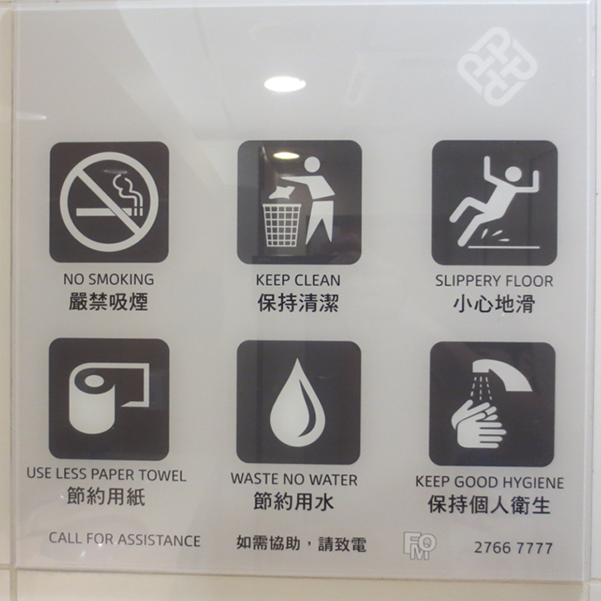 NO SMOKING
嚴禁吸煙
KEEP CLEAN
保持清潔
SLIPPERY FLOOR
小心地滑
USE LESS PAPER TOWEL
節約用紙
WASTE NO WATER
節約用水
KEEP GOOD HYGIENE
保持個人衛生
CALL FOR ASSISTANCE 如需協助，請致電 FMO 2766 7777